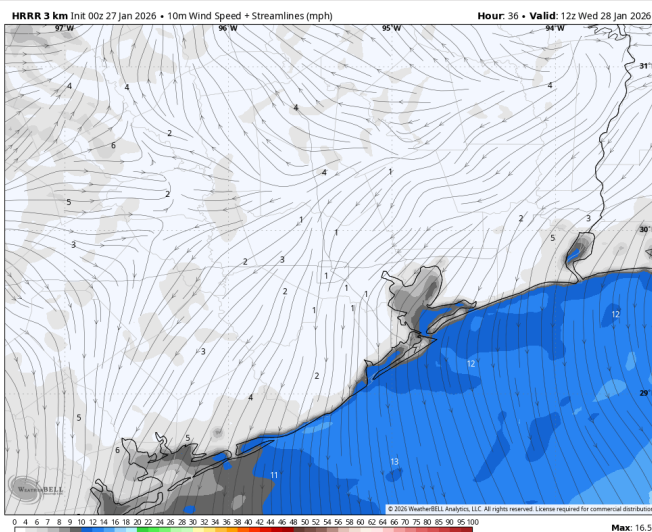 HRRR 3 km Init 00z 27 Jan 2026 • 10m Wind Speed + Streamlines (mph) Hour: 36 • Valid: 12z Wed 28 Jan 2026
97°W 96°W 95°W 94°W
31°
4 4 4
4
2
6
4 1
5 2
1 2 3
3 1 5 30°
2 3
1
2 1 1
1 1 12
3
12
2
4 29°
5
5
6
13
11
WeatherBELL
© 2026 WeatherBELL Analytics, LLC. All rights reserved. License required for commercial distribution
0 4 6 7 8 9 10 12 14 16 18 20 22 24 26 28 30 32 34 36 38 40 42 44 46 48 50 52 54 56 58 60 62 64 66 70 75 80 85 90 95 100
Max: 16.5